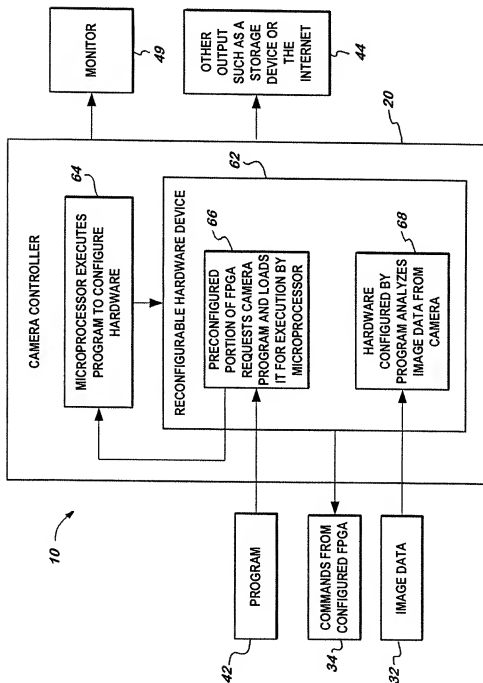 10
CAMERA CONTROLLER
20
MICROPROCESSOR EXECUTES
PROGRAM TO CONFIGURE
HARDWARE
64
RECONFIGURABLE HARDWARE DEVICE
62
PRECONFIGURED
PORTION OF FPGA
REQUESTS CAMERA
PROGRAM AND LOADS
IT FOR EXECUTION BY
MICROPROCESSOR
66
HARDWARE
CONFIGURED BY
PROGRAM ANALYZES
IMAGE DATA FROM
CAMERA
68
MONITOR
49
OTHER
OUTPUT
SUCH AS A
STORAGE
DEVICE OR
THE
INTERNET
44
PROGRAM
42
COMMANDS FROM
CONFIGURED FPGA
34
IMAGE DATA
32